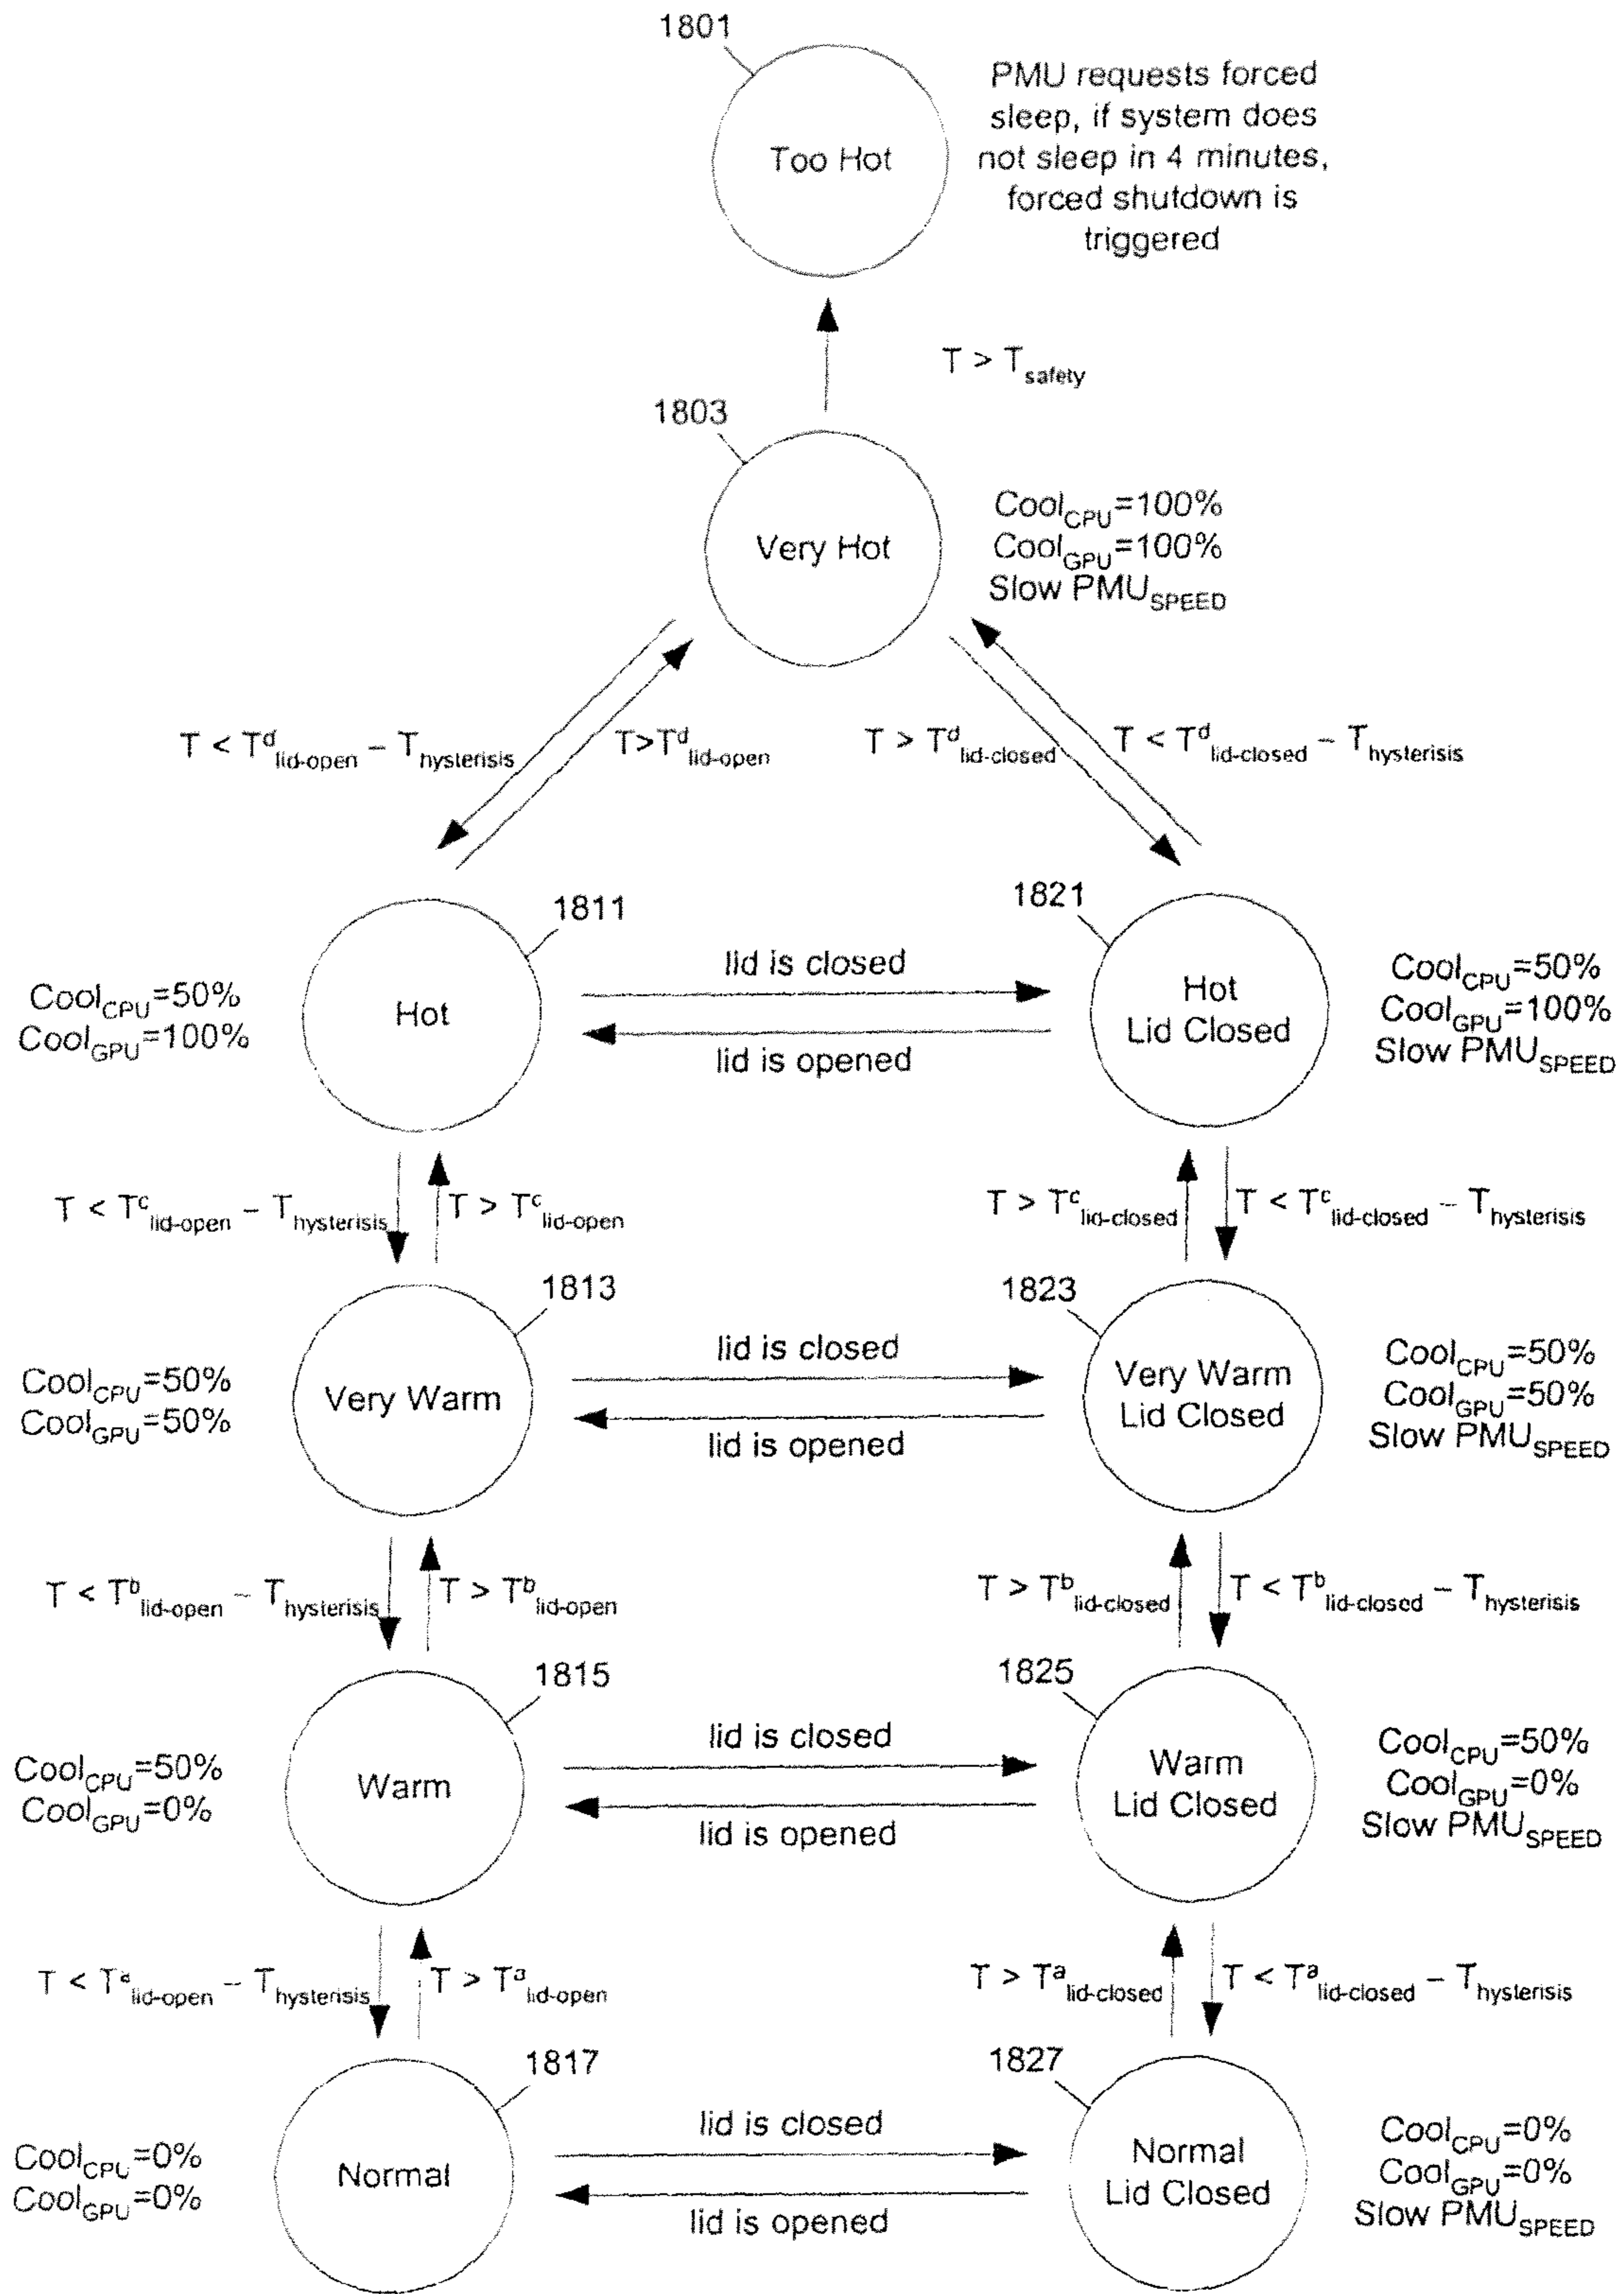 1801
Too Hot
PMU requests forced
sleep, if system does
not sleep in 4 minutes,
forced shutdown is
triggered
T > Tsafety
1803
Very Hot
CoolCPU=100%
CoolGPU=100%
Slow PMUSPEED
T < Tdlid-open – Thysterisis
T>Tdlid-open
T > Tdlid-closed
T < Tdlid-closed – Thysterisis
1811
Hot
CoolCPU=50%
CoolGPU=100%
lid is closed
lid is opened
1821
Hot
Lid Closed
CoolCPU=50%
CoolGPU=100%
Slow PMUSPEED
T < Tclid-open – Thysterisis
T > Tclid-open
T > Tclid-closed
T < Tclid-closed – Thysterisis
1813
Very Warm
CoolCPU=50%
CoolGPU=50%
lid is closed
lid is opened
1823
Very Warm
Lid Closed
CoolCPU=50%
CoolGPU=50%
Slow PMUSPEED
T < Tblid-open – Thysterisis
T > Tblid-open
T > Tblid-closed
T < Tblid-closed – Thysterisis
1815
Warm
CoolCPU=50%
CoolGPU=0%
lid is closed
lid is opened
1825
Warm
Lid Closed
CoolCPU=50%
CoolGPU=0%
Slow PMUSPEED
T < Talid-open – Thysterisis
T > Talid-open
T > Talid-closed
T < Talid-closed – Thysterisis
1817
Normal
CoolCPU=0%
CoolGPU=0%
lid is closed
lid is opened
1827
Normal
Lid Closed
CoolCPU=0%
CoolGPU=0%
Slow PMUSPEED